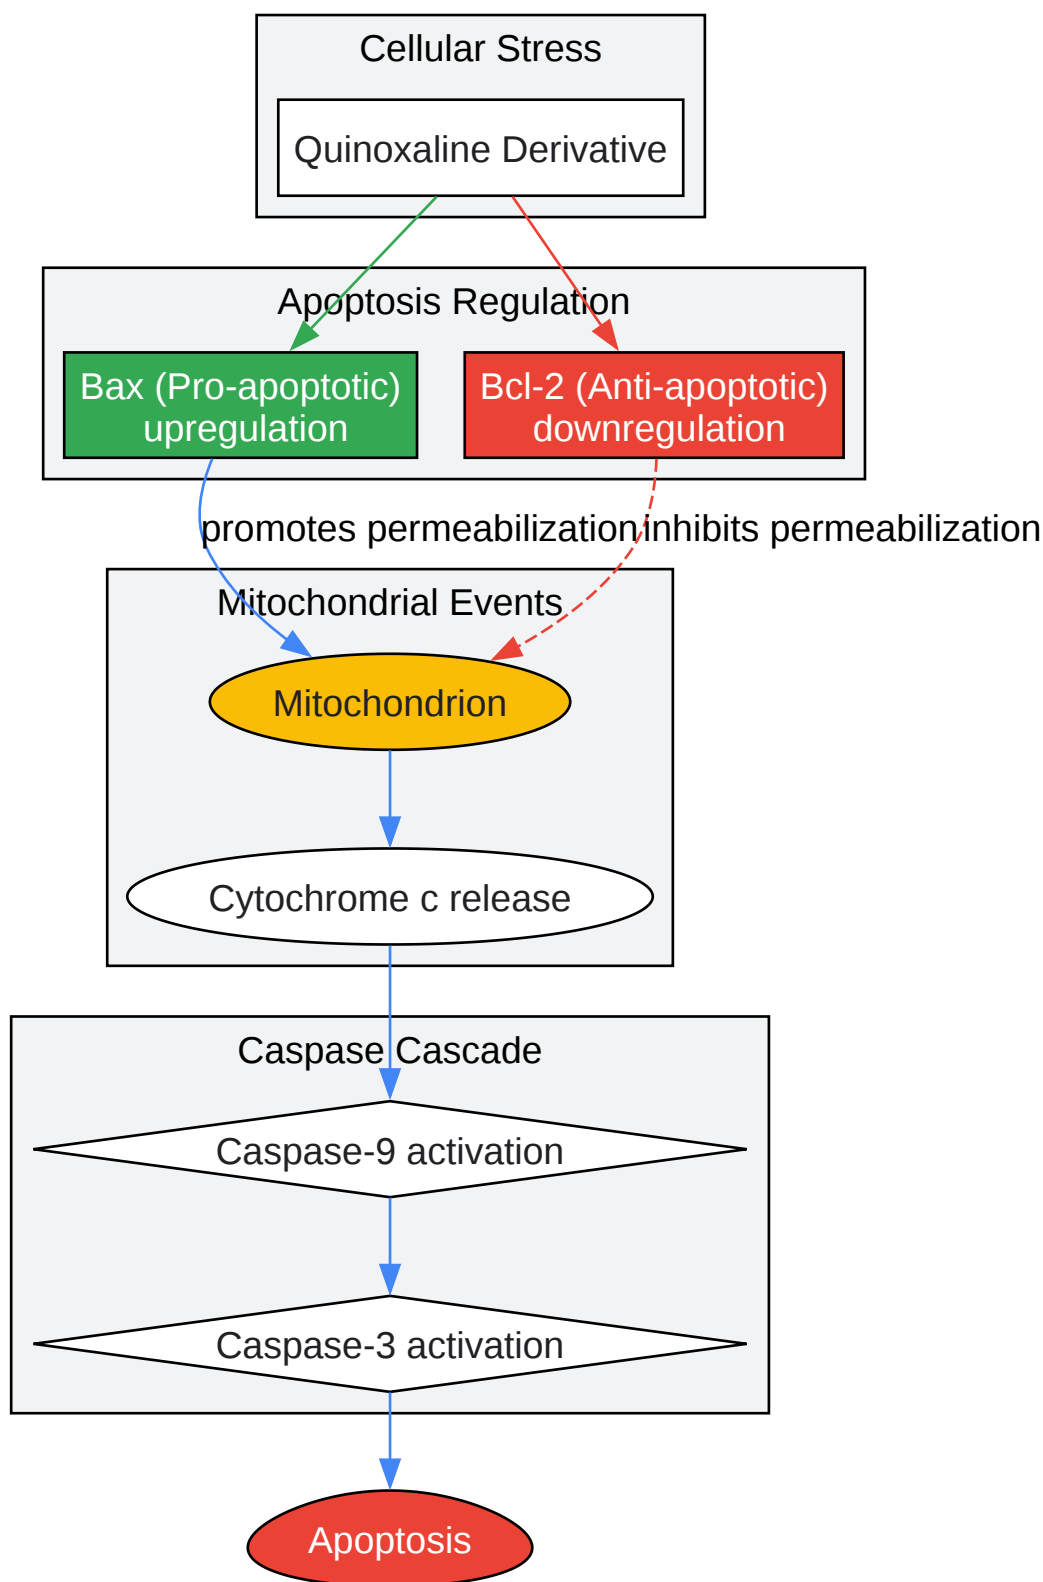 Cellular Stress
Quinoxaline Derivative
Apoptosis Regulation
Bax (Pro-apoptotic)
upregulation
Bcl-2 (Anti-apoptotic)
downregulation
promotes permeabilization
inhibits permeabilization
Mitochondrial Events
Mitochondrion
Cytochrome c release
Caspase Cascade
Caspase-9 activation
Caspase-3 activation
Apoptosis